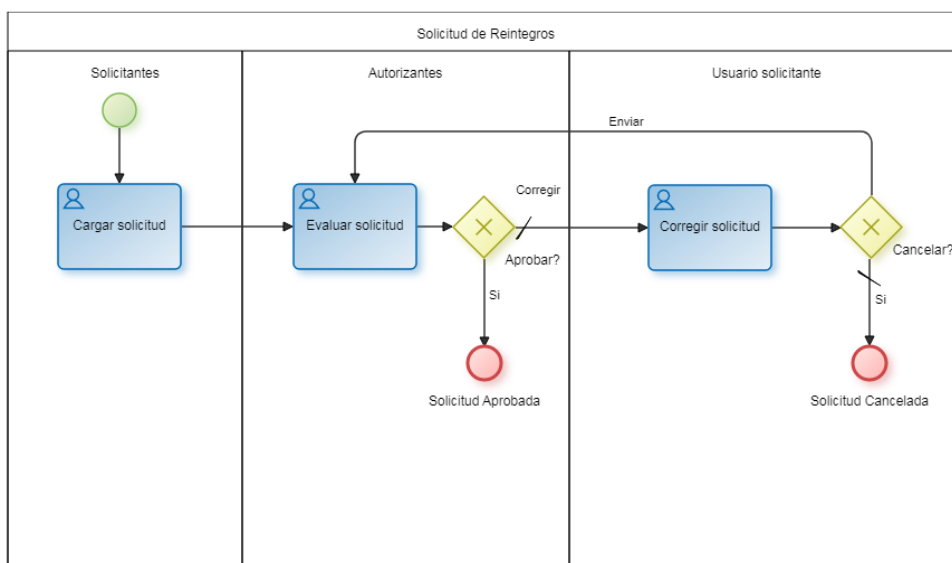 Solicitud de Reintegros
Solicitantes
Autorizantes
Usuario solicitante
Enviar
Cargar solicitud
Evaluar solicitud
Corregir
Aprobar?
Si
Solicitud Aprobada
Corregir solicitud
Cancelar?
Si
Solicitud Cancelada